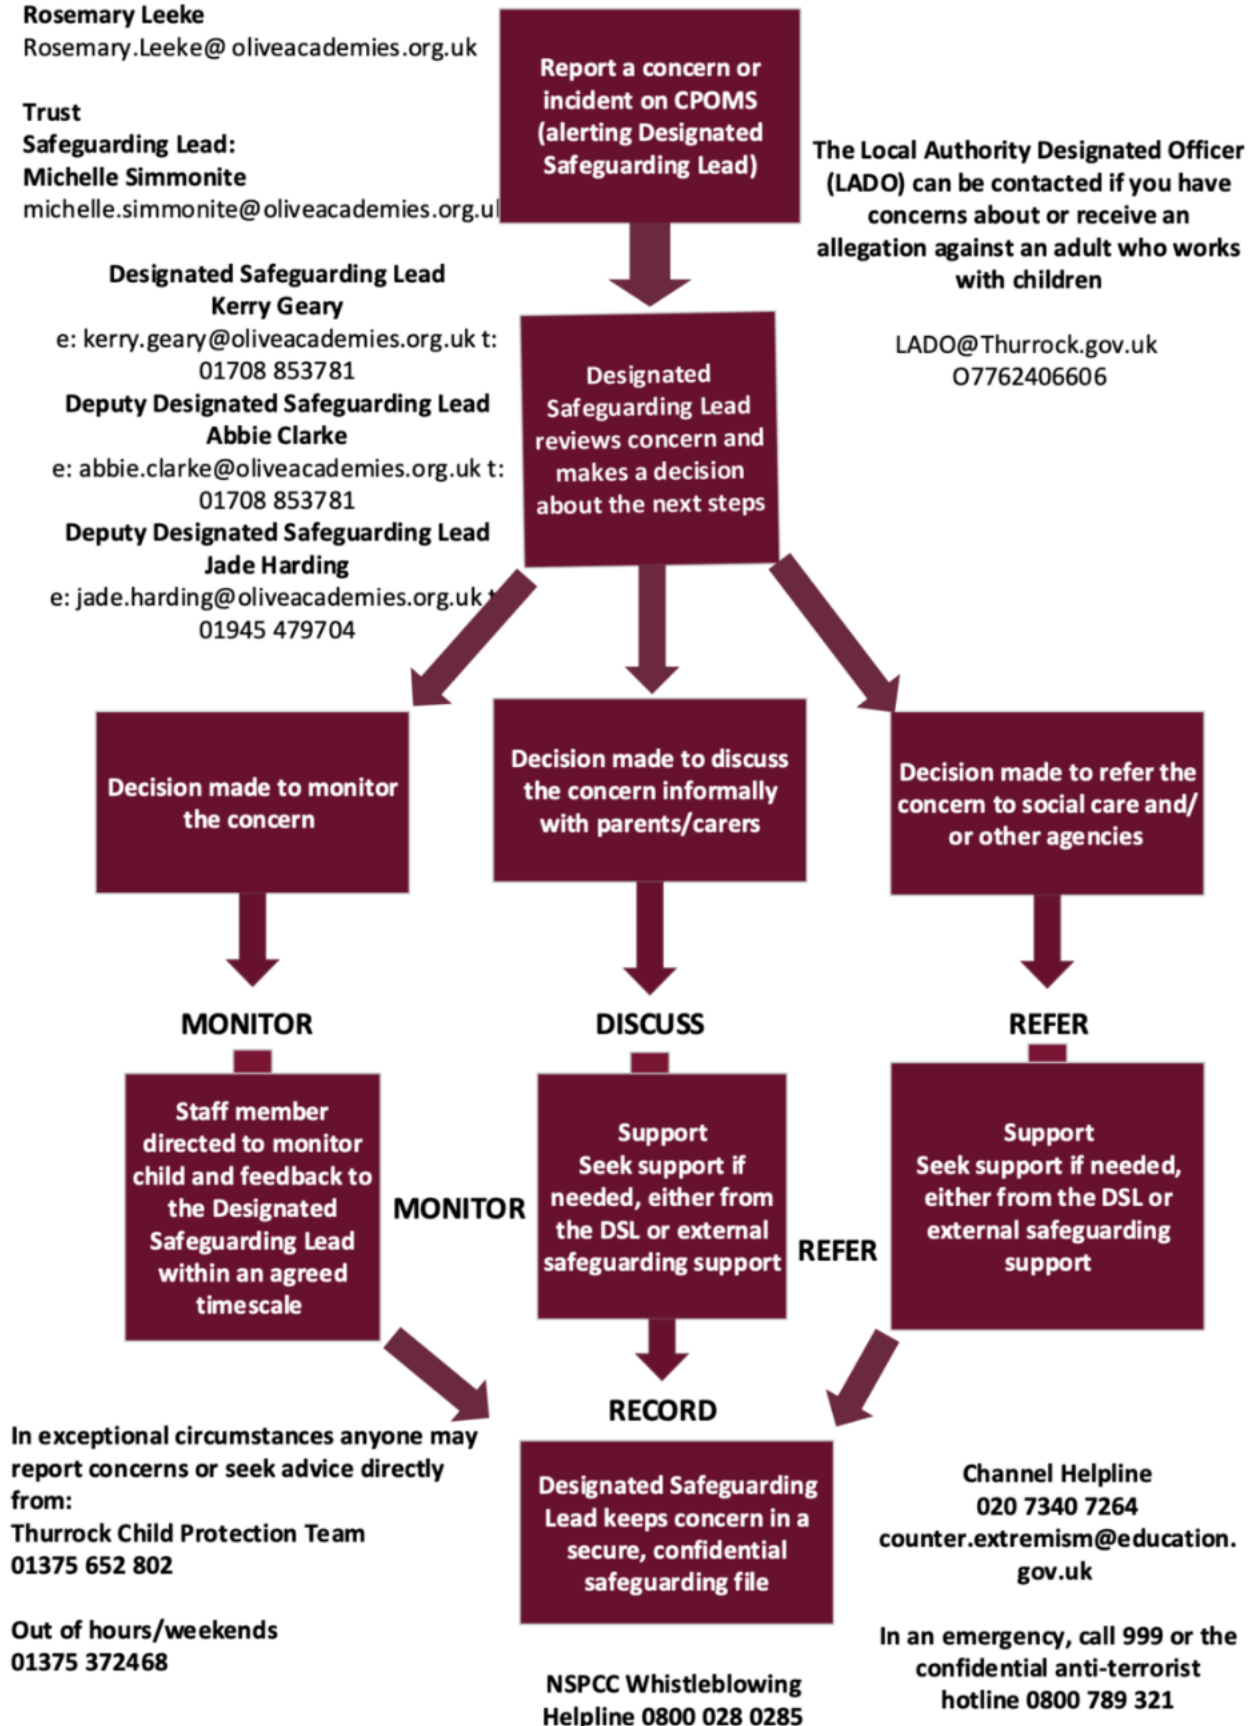 Rosemary Leeke
Rosemary.Leeke@ oliveacademies.org.uk
Trust
Safeguarding Lead:
Michelle Simmonite
michelle.simmonite@oliveacademies.org.u
Designated Safeguarding Lead
Kerry Geary
e: kerry.geary@oliveacademies.org.uk t:
01708 853781
Deputy Designated Safeguarding Lead
Abbie Clarke
e: abbie.clarke@oliveacademies.org.uk t:
01708 853781
Deputy Designated Safeguarding Lead
Jade Harding
e: jade.harding@oliveacademies.org.uk
01945 479704
Report a concern or
incident on CPOMS
(alerting Designated
Safeguarding Lead)
The Local Authority Designated Officer
(LADO) can be contacted if you have
concerns about or receive an
allegation against an adult who works
with children
LADO@Thurrock.gov.uk
O7762406606
Designated
Safeguarding Lead
reviews concern and
makes a decision
about the next steps
Decision made to monitor
the concern
Decision made to discuss
the concern informally
with parents/carers
Decision made to refer the
concern to social care and/
or other agencies
MONITOR
DISCUSS
REFER
Staff member
directed to monitor
child and feedback to
the Designated
Safeguarding Lead
within an agreed
timescale
MONITOR
Support
Seek support if
needed, either from
the DSL or external
safeguarding support
REFER
Support
Seek support if needed,
either from the DSL or
external safeguarding
support
RECORD
Designated Safeguarding
Lead keeps concern in a
secure, confidential
safeguarding file
In exceptional circumstances anyone may
report concerns or seek advice directly
from:
Thurrock Child Protection Team
01375 652 802
Out of hours/weekends
01375 372468
NSPCC Whistleblowing
Helpline 0800 028 0285
Channel Helpline
020 7340 7264
counter.extremism@education.
gov.uk
In an emergency, call 999 or the
confidential anti-terrorist
hotline 0800 789 321